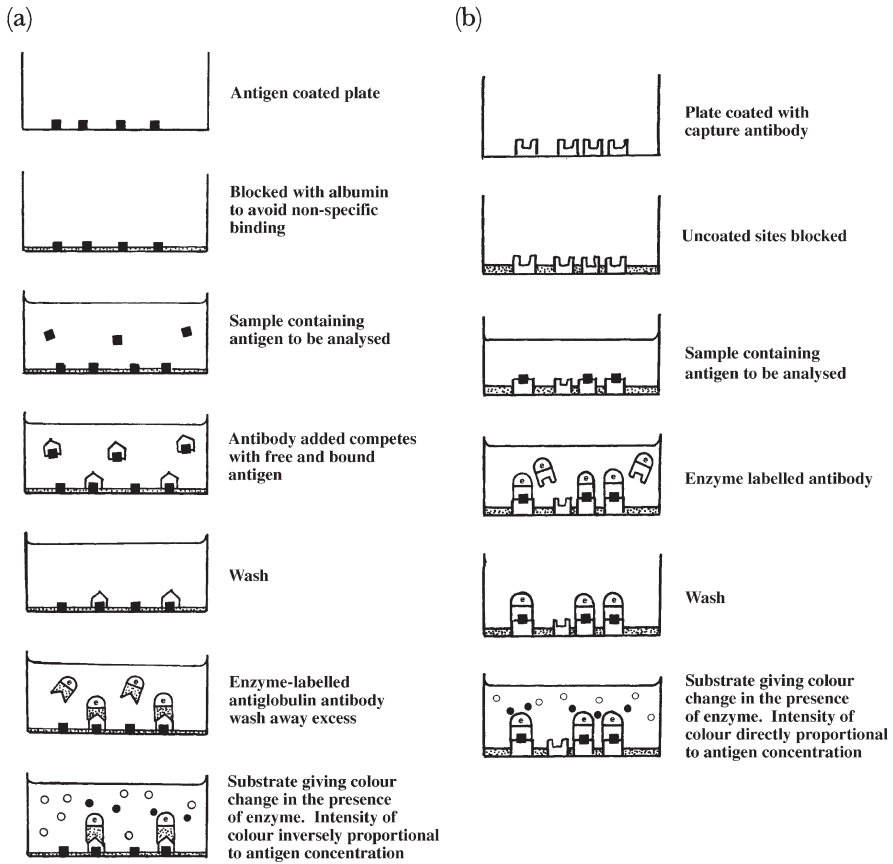 (a)
Antigen coated plate
Blocked with albumin
to avoid non-specific
binding
Sample containing
antigen to be analysed
Antibody added competes
with free and bound
antigen
Wash
e
e
e
e
Enzyme-labelled
antiglobulin antibody
wash away excess
e
e
Substrate giving colour
change in the presence
of enzyme. Intensity of
colour inversely proportional
to antigen concentration
(b)
Plate coated with
capture antibody
Uncoated sites blocked
Sample containing
antigen to be analysed
e
e
e
e
e
Enzyme labelled antibody
e
e
e
Wash
e
e
e
Substrate giving colour
change in the presence
of enzyme. Intensity of
colour directly proportional
to antigen concentration